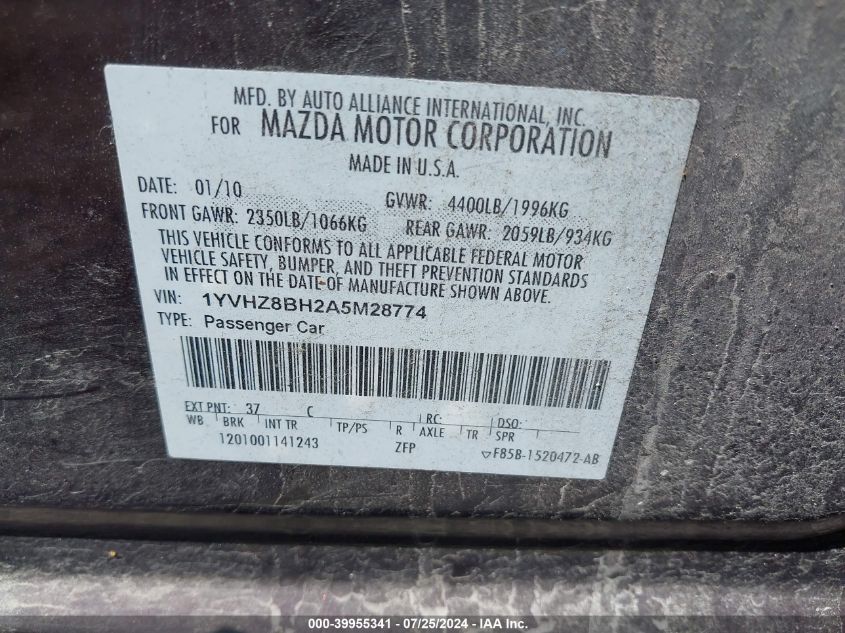 MFD. BY AUTO ALLIANCE INTERNATIONAL, INC.
FOR MAZDA MOTOR CORPORATION
MADE IN U.S.A.
DATE: 01/10 GVWR: 4400LB/1996KG
FRONT GAWR: 2350LB/1066KG REAR GAWR: 2059LB/934KG
THIS VEHICLE CONFORMS TO ALL APPLICABLE FEDERAL MOTOR
VEHICLE SAFETY, BUMPER, AND THEFT PREVENTION STANDARDS
IN EFFECT ON THE DATE OF MANUFACTURE SHOWN ABOVE.
VIN: 1YVHZ8BH2A5M28774
TYPE: Passenger Car
EXT PNT: 37 C RC: DSO:
WB BRK INT TR TP/PS R AXLE TR SPR
1201001141243 ZFP ▽F85B-1520472-AB
000-39955341 - 07/25/2024 - IAA Inc.